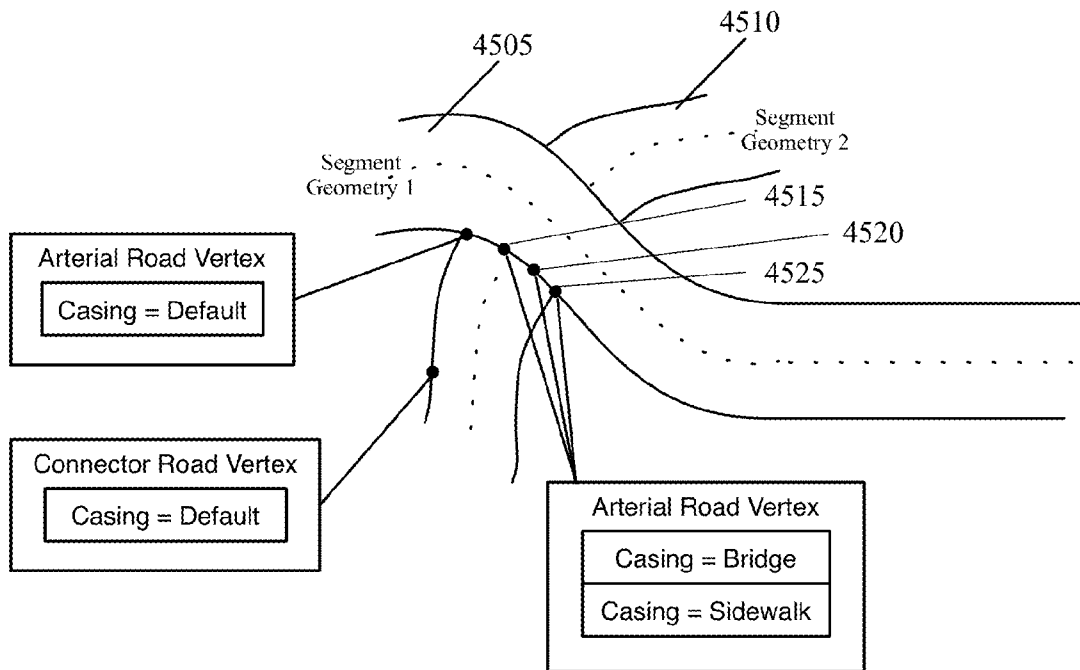 4505
4510
Segment
Geometry 2
Segment
Geometry 1
4515
4520
4525
Arterial Road Vertex
Casing = Default
Connector Road Vertex
Casing = Default
Arterial Road Vertex
Casing = Bridge
Casing = Sidewalk